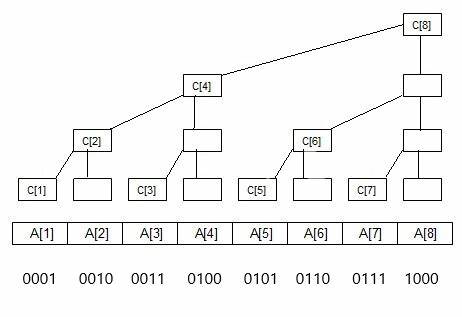 C[8]
C[4]
C[2] C[6]
C[1] C[3] C[5] C[7]
A[1] A[2] A[3] A[4] A[5] A[6] A[7] A[8]
0001 0010 0011 0100 0101 0110 0111 1000